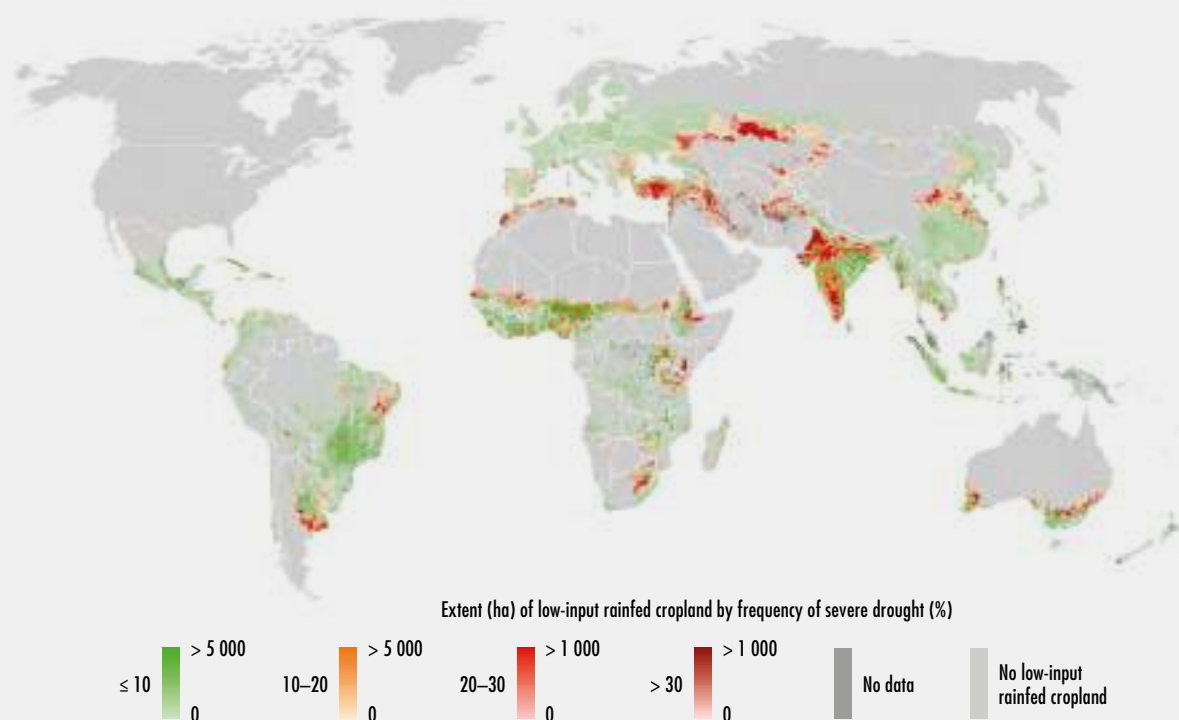 Extent (ha) of low-input rainfed cropland by frequency of severe drought (%)
> 5 000
≤ 10
0
> 5 000
10–20
0
> 1 000
20–30
0
> 1 000
> 30
0
No data
No low-input
rainfed cropland